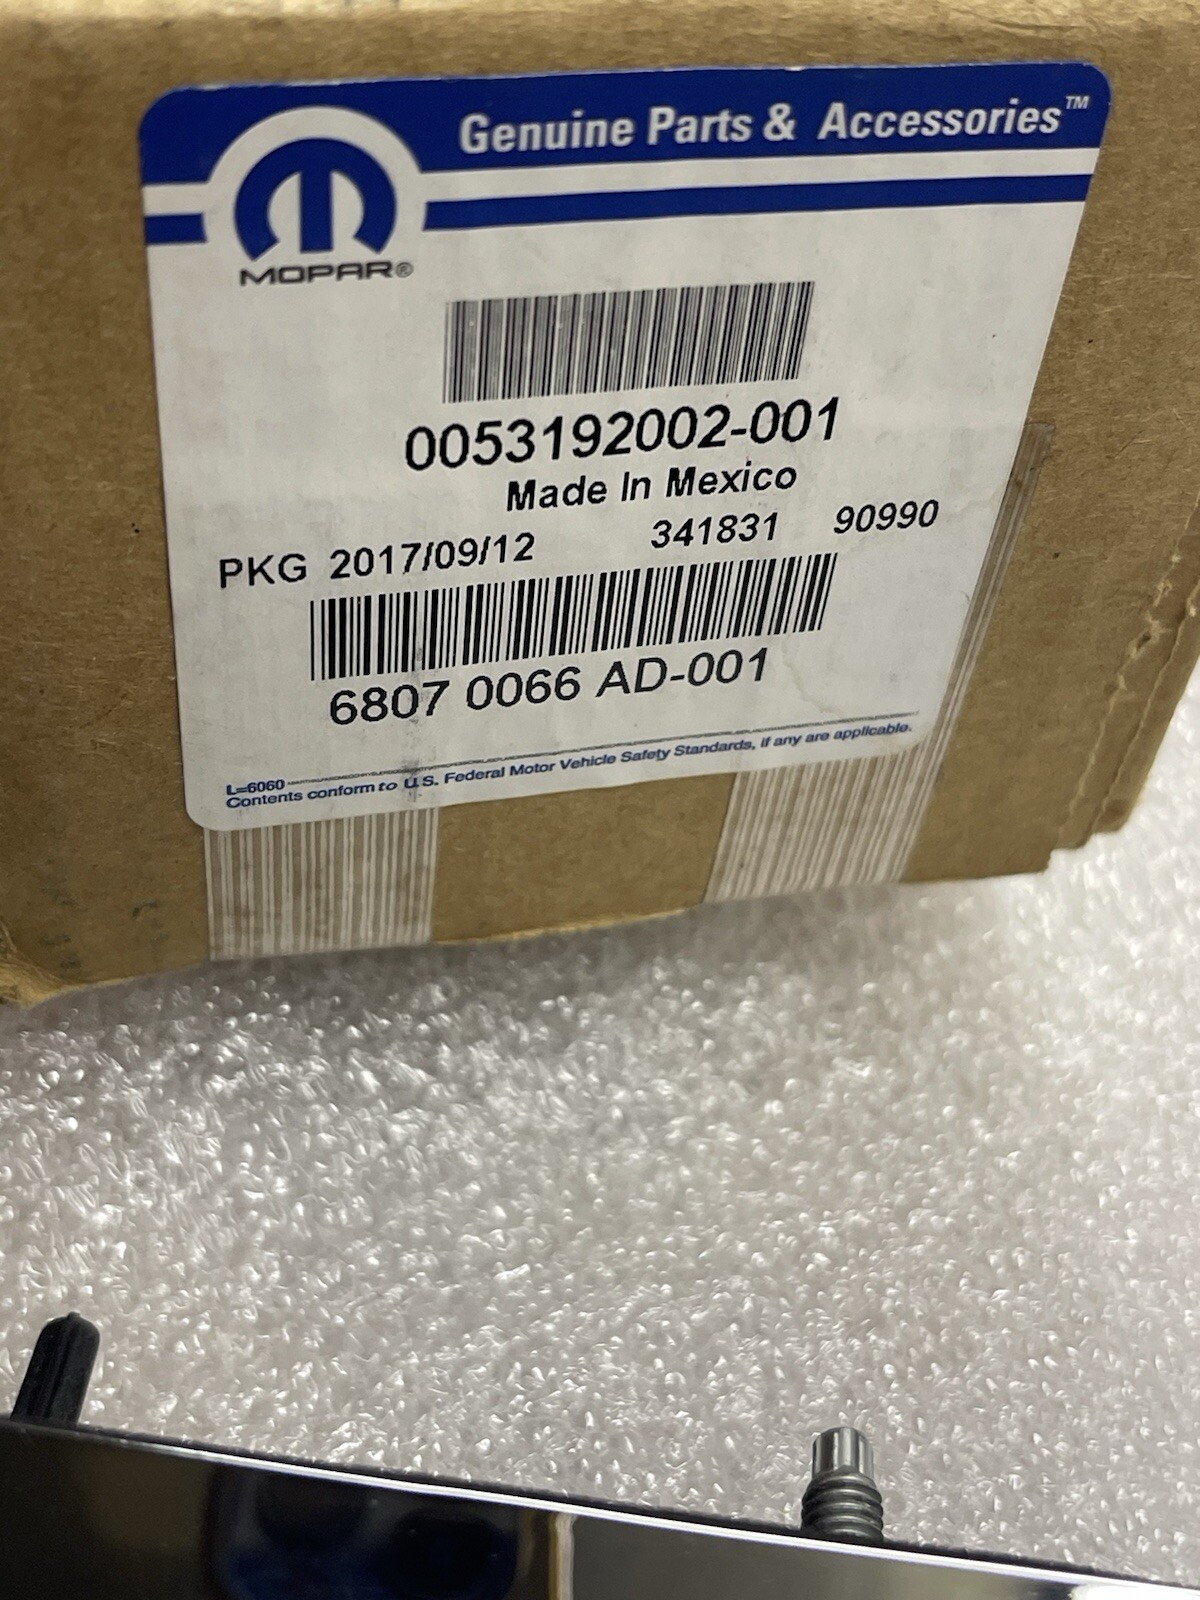 Genuine Parts & Accessories™
MOPAR®
0053192002-001
Made In Mexico
PKG 2017/09/12 341831 90990
6807 0066 AD-001
L=6060
Contents conform to U.S. Federal Motor Vehicle Safety Standards, if any are applicable.